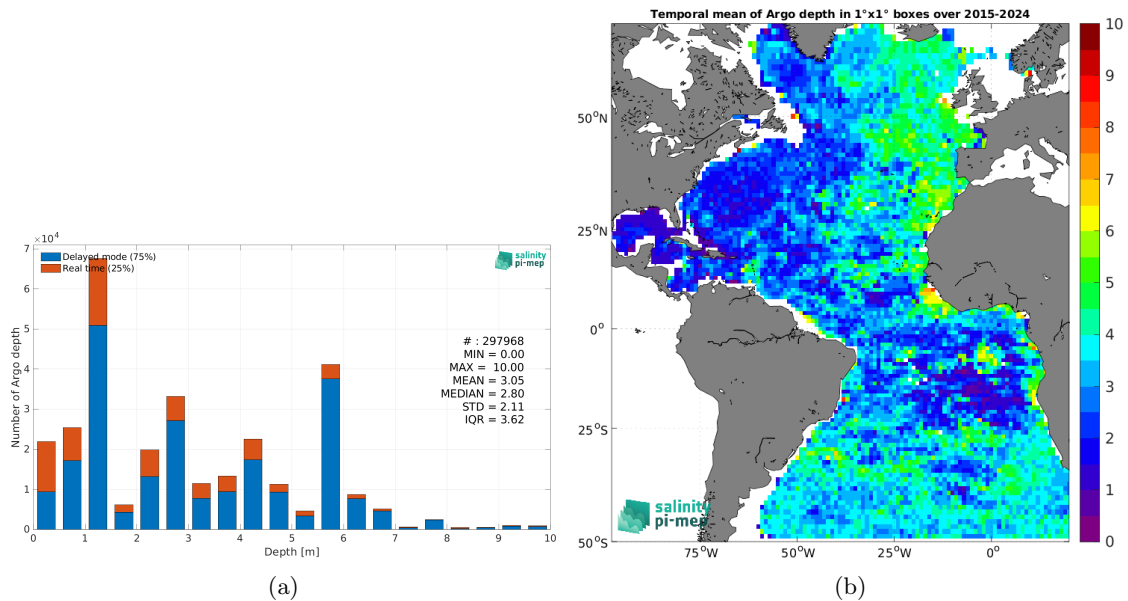 Temporal mean of Argo depth in 1°x1° boxes over 2015-2024
10
9
8
7
6
5
4
3
2
1
0
50°N
25°N
0°
25°S
50°S
75°W
50°W
25°W
0°
salinity
pi-mep
×10⁴
7
6
5
4
3
2
1
0
Number of Argo depth
Delayed mode (75%)
Real time (25%)
salinity
pi-mep
# : 297968
MIN = 0.00
MAX = 10.00
MEAN = 3.05
MEDIAN = 2.80
STD = 2.11
IQR = 3.62
0 1 2 3 4 5 6 7 8 9 10
Depth [m]
(a)
(b)